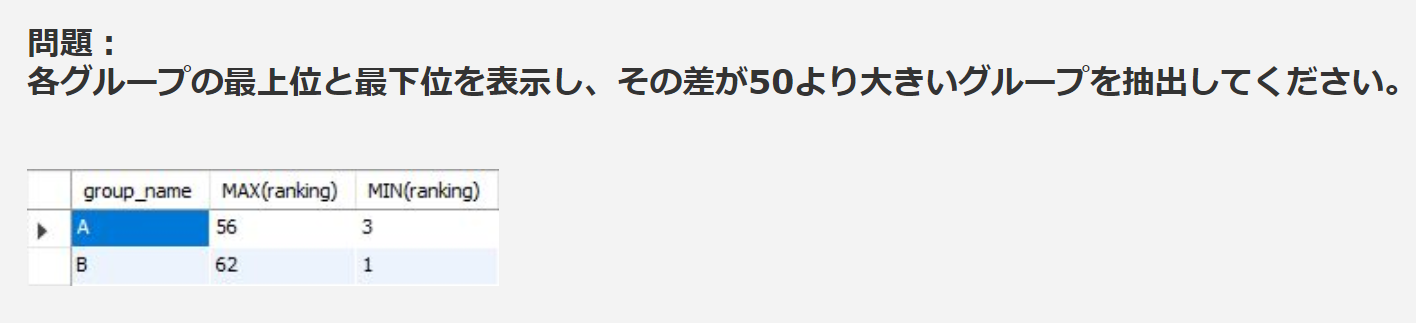 問題：
各グループの最上位と最下位を表示し、その差が50より大きいグループを抽出してください。
group_name MAX(ranking) MIN(ranking)
A 56 3
B 62 1